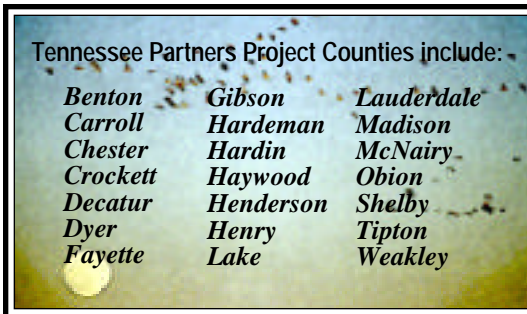 Tennessee Partners Project Counties include:
Benton Gibson Lauderdale
Carroll Hardeman Madison
Chester Hardin McNairy
Crockett Haywood Obion
Decatur Henderson Shelby
Dyer Henry Tipton
Fayette Lake Weakley